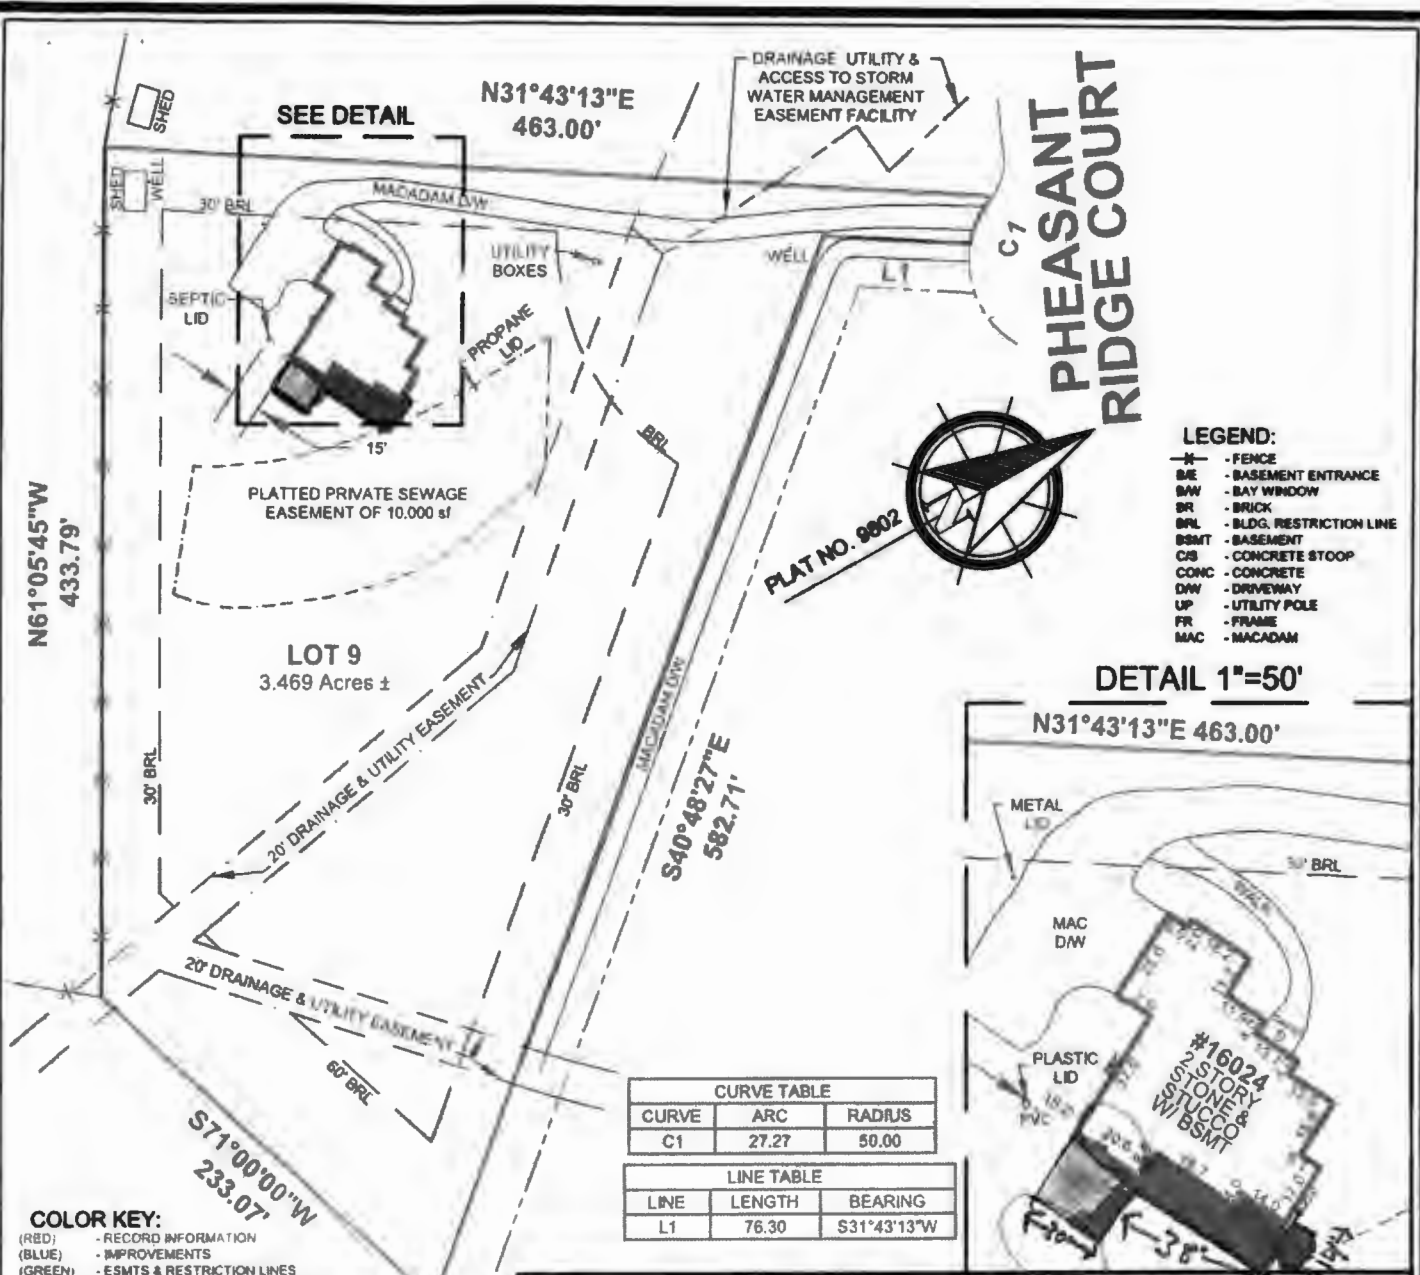 SEE DETAIL
N31°43'13"E
463.00'
DRAINAGE UTILITY &
ACCESS TO STORM
WATER MANAGEMENT
EASEMENT FACILITY
PHEASANT
RIDGE COURT
C1
SHED
SHED
WELL
30' BRL
MACADAM D/W
UTILITY
BOXES
WELL
L1
SEPTIC
LID
PROPANE
LID
15'
BRL
PLATTED PRIVATE SEWAGE
EASEMENT OF 10.000 sf
PLAT NO. 9802
N61°05'45"W
433.79'
LOT 9
3.469 Acres ±
30' BRL
20' DRAINAGE & UTILITY EASEMENT
MACADAM D/W
30' BRL
S40°48'27"E
582.71'
20' DRAINAGE & UTILITY EASEMENT
60' BRL
S71°00'00"W
233.07'
LEGEND:
- FENCE
B/E - BASEMENT ENTRANCE
B/W - BAY WINDOW
BR - BRICK
BRL - BLDG. RESTRICTION LINE
BSMT - BASEMENT
C/S - CONCRETE STOOP
CONC - CONCRETE
D/W - DRIVEWAY
UP - UTILITY POLE
FR - FRAME
MAC - MACADAM
DETAIL 1"=50'
N31°43'13"E 463.00'
METAL
LID
30' BRL
WALK
MAC
D/W
PLASTIC
LID
PVC
#16024
2 STORY
STONE &
STUCCO
W/ BSMT
20
38'
CURVE TABLE
CURVE ARC RADIUS
C1 27.27 50.00
LINE TABLE
LINE LENGTH BEARING
L1 76.30 S31°43'13"W
COLOR KEY:
(RED) - RECORD INFORMATION
(BLUE) - IMPROVEMENTS
(GREEN) - ESMTS & RESTRICTION LINES